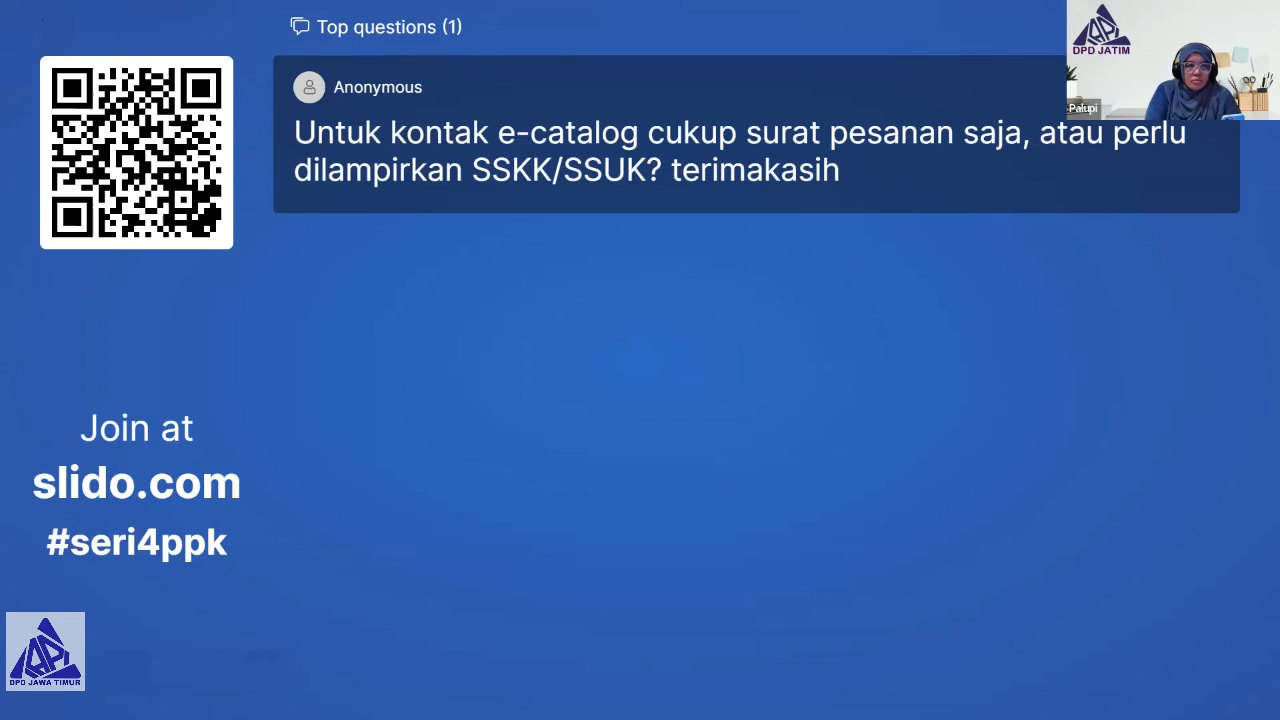 Top questions (1)
DPD JATIM
Palupi
Anonymous
Untuk kontak e-catalog cukup surat pesanan saja, atau perlu
dilampirkan SSKK/SSUK? terimakasih
Join at
slido.com
#seri4ppk
IAPI
DPD JAWA TIMUR